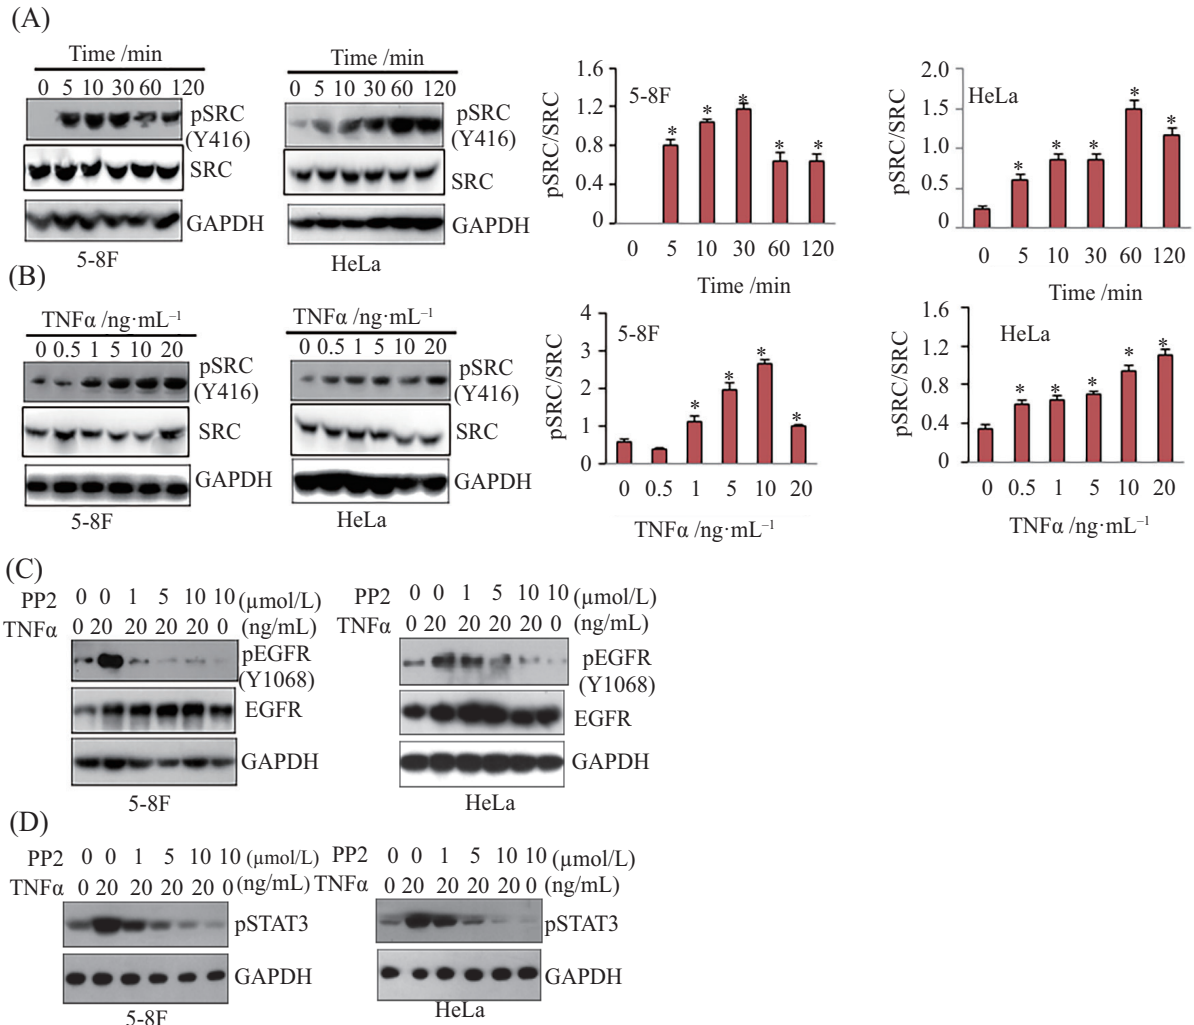 (A)
Time /min
0 5 10 30 60 120
pSRC
(Y416)
SRC
GAPDH
5-8F
Time /min
0 5 10 30 60 120
pSRC
(Y416)
SRC
GAPDH
HeLa
pSRC/SRC
1.6
1.2
0.8
0.4
0
5-8F
* * * * *
0 5 10 30 60 120
Time /min
pSRC/SRC
2.0
1.5
1.0
0.5
0
HeLa
* * * * *
0 5 10 30 60 120
Time /min
(B)
TNFα /ng·mL⁻¹
0 0.5 1 5 10 20
pSRC
(Y416)
SRC
GAPDH
5-8F
TNFα /ng·mL⁻¹
0 0.5 1 5 10 20
pSRC
(Y416)
SRC
GAPDH
HeLa
pSRC/SRC
4
3
2
1
0
5-8F
* * * *
0 0.5 1 5 10 20
TNFα /ng·mL⁻¹
pSRC/SRC
1.6
1.2
0.8
0.4
0
HeLa
* * * * *
0 0.5 1 5 10 20
TNFα /ng·mL⁻¹
(C)
PP2 0 0 1 5 10 10 (μmol/L)
TNFα 0 20 20 20 20 0 (ng/mL)
pEGFR
(Y1068)
EGFR
GAPDH
5-8F
PP2 0 0 1 5 10 10 (μmol/L)
TNFα 0 20 20 20 20 0 (ng/mL)
pEGFR
(Y1068)
EGFR
GAPDH
HeLa
(D)
PP2 0 0 1 5 10 10 (μmol/L)
TNFα 0 20 20 20 20 0 (ng/mL)
pSTAT3
GAPDH
5-8F
PP2 0 0 1 5 10 10 (μmol/L)
TNFα 0 20 20 20 20 0 (ng/mL)
pSTAT3
GAPDH
HeLa